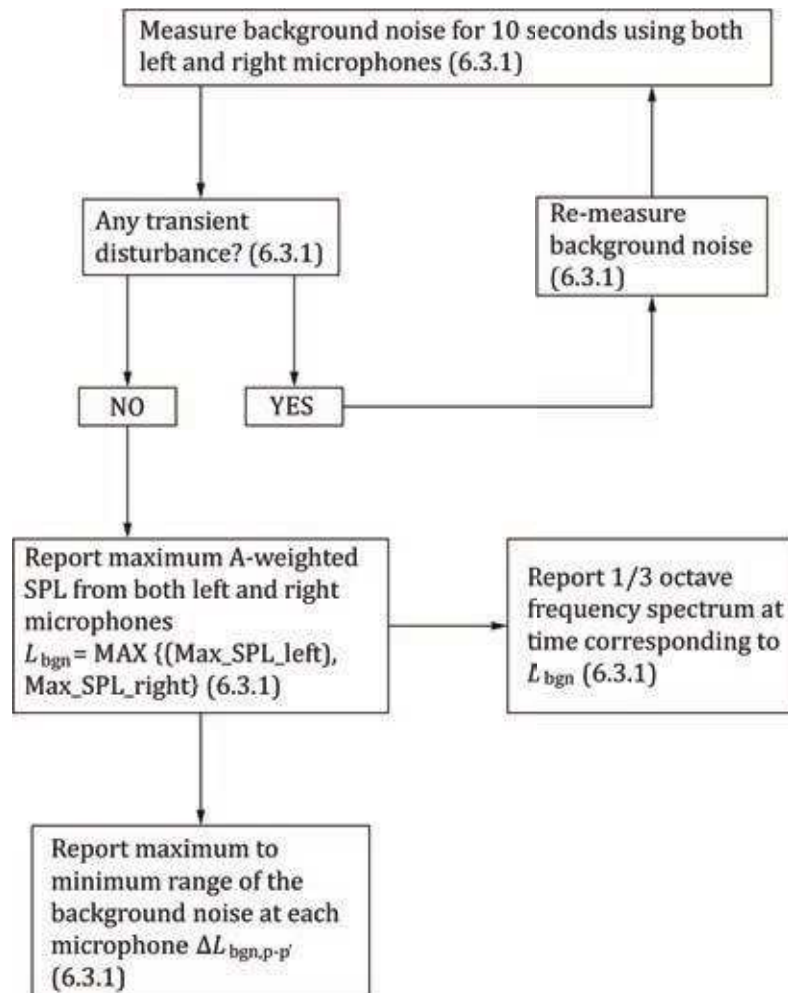 Measure background noise for 10 seconds using both
left and right microphones (6.3.1)
Any transient
disturbance? (6.3.1)
Re-measure
background noise
(6.3.1)
NO
YES
Report maximum A-weighted
SPL from both left and right
microphones
L bgn = MAX {(Max_SPL_left),
Max_SPL_right} (6.3.1)
Report 1/3 octave
frequency spectrum at
time corresponding to
L bgn (6.3.1)
Report maximum to
minimum range of the
background noise at each
microphone ΔL bgn,p-p'
(6.3.1)